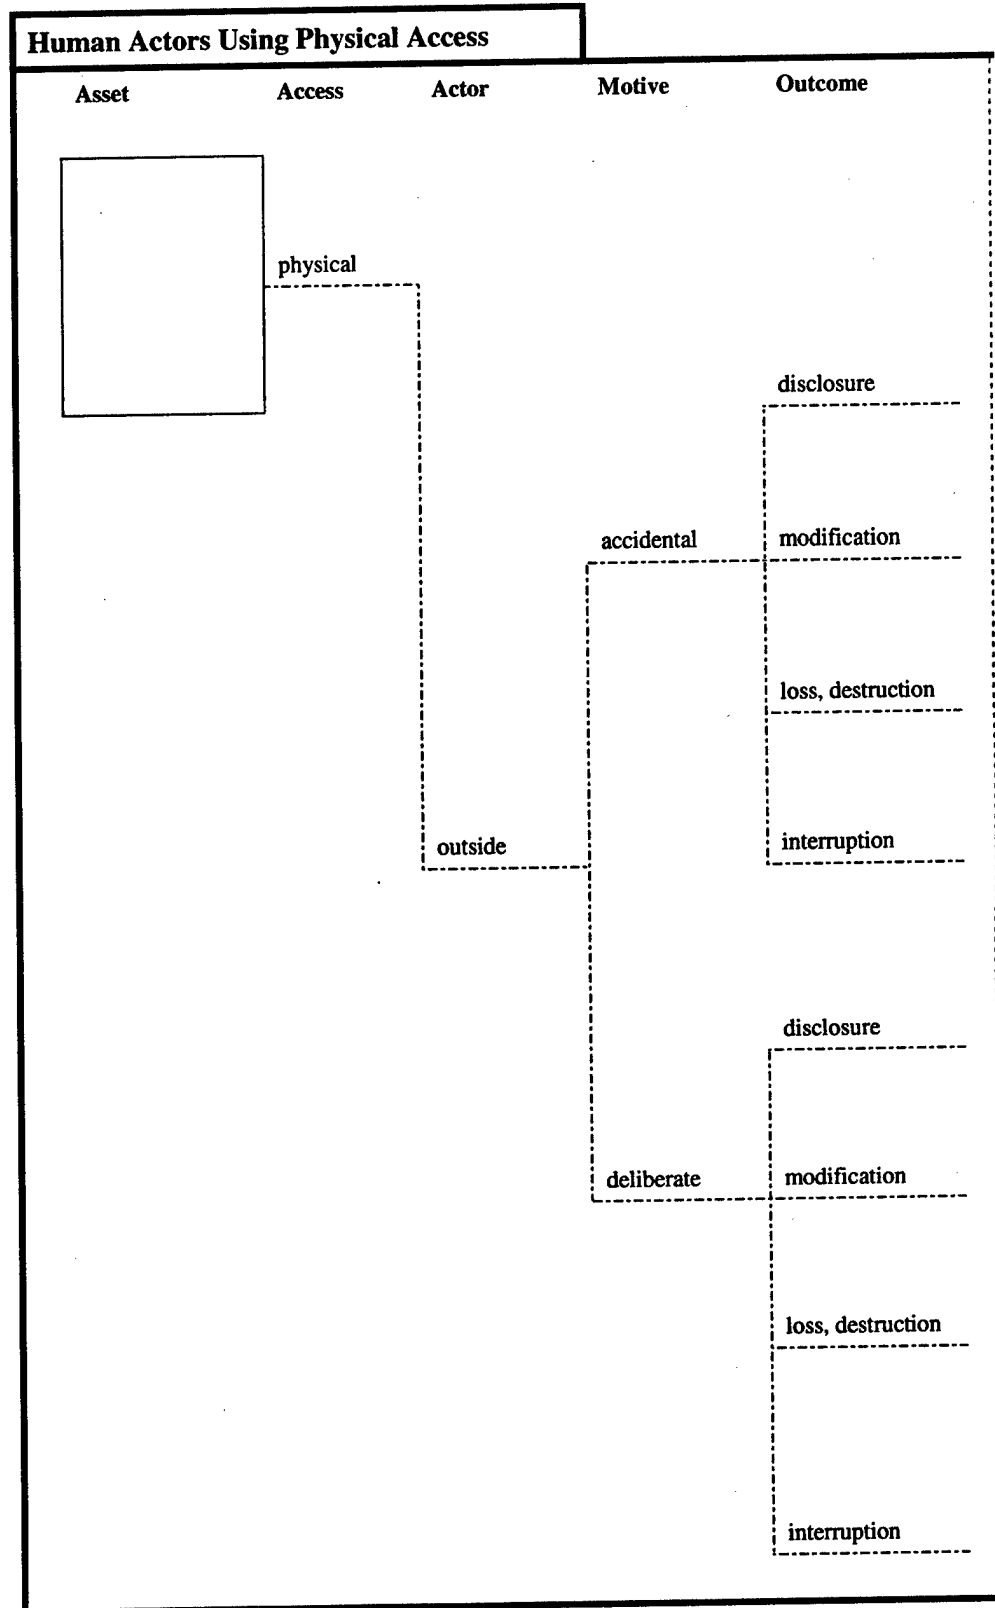 Human Actors Using Physical Access
Asset Access Actor Motive Outcome
physical
disclosure
accidental modification
loss, destruction
outside interruption
disclosure
deliberate modification
loss, destruction
interruption